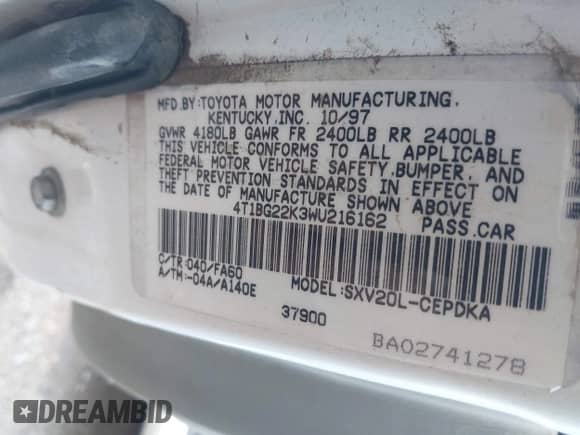 MFD.BY:TOYOTA MOTOR MANUFACTURING,
KENTUCKY,INC. 10/97
GVWR 4180LB GAWR FR 2400LB RR 2400LB
THIS VEHICLE CONFORMS TO ALL APPLICABLE
FEDERAL MOTOR VEHICLE SAFETY,BUMPER, AND
THEFT PREVENTION STANDARDS IN EFFECT ON
THE DATE OF MANUFACTURE SHOWN ABOVE
4T1BG22K3WU216162 PASS.CAR
C/TR:040/FA60
A/TM:-04A/A140E MODEL:SXV20L-CEPDKA
37900
BA02741278
DREAMBID